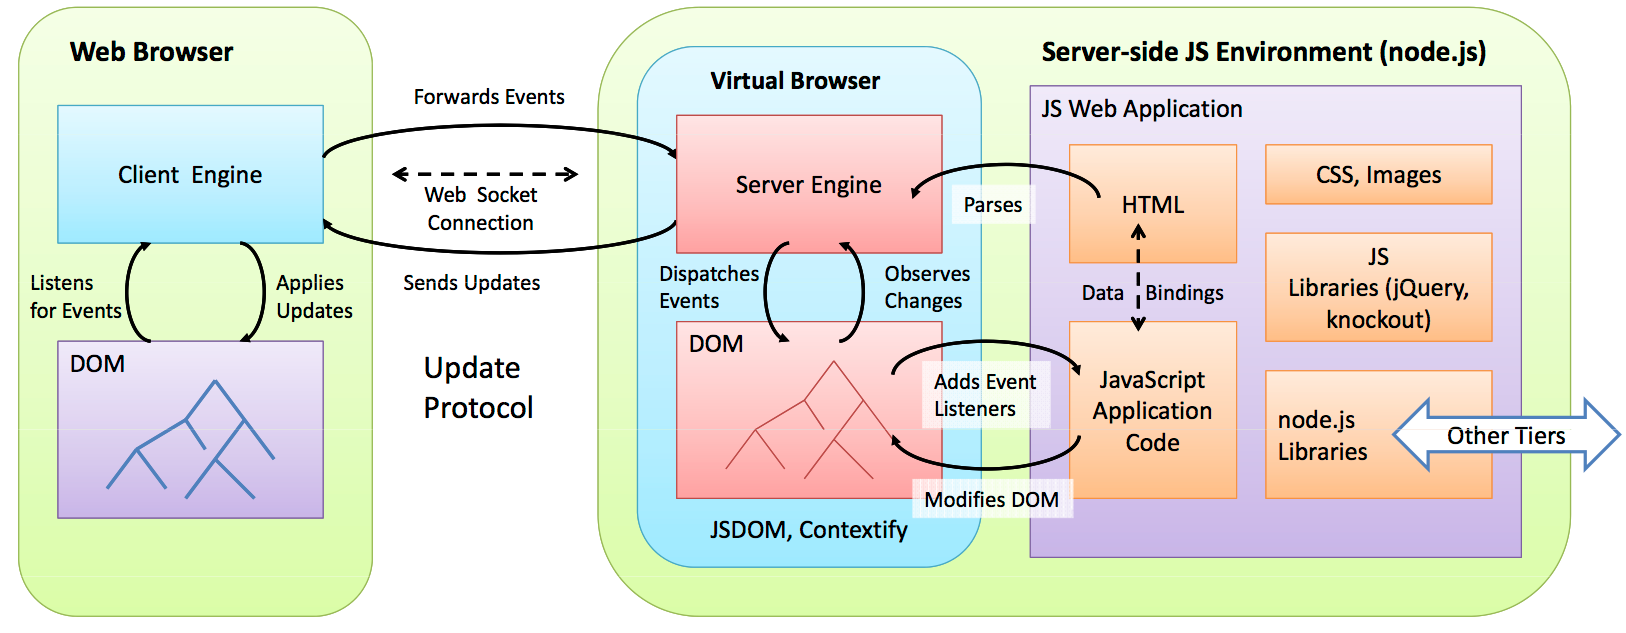 Web Browser
Client Engine
Listens
for Events
Applies
Updates
DOM
Forwards Events
Web Socket
Connection
Sends Updates
Update
Protocol
Server-side JS Environment (node.js)
Virtual Browser
Server Engine
Dispatches
Events
Observes
Changes
DOM
JSDOM, Contextify
Parses
Adds Event
Listeners
Modifies DOM
JS Web Application
HTML
Data Bindings
JavaScript
Application
Code
CSS, Images
JS
Libraries (jQuery,
knockout)
node.js
Libraries
Other Tiers